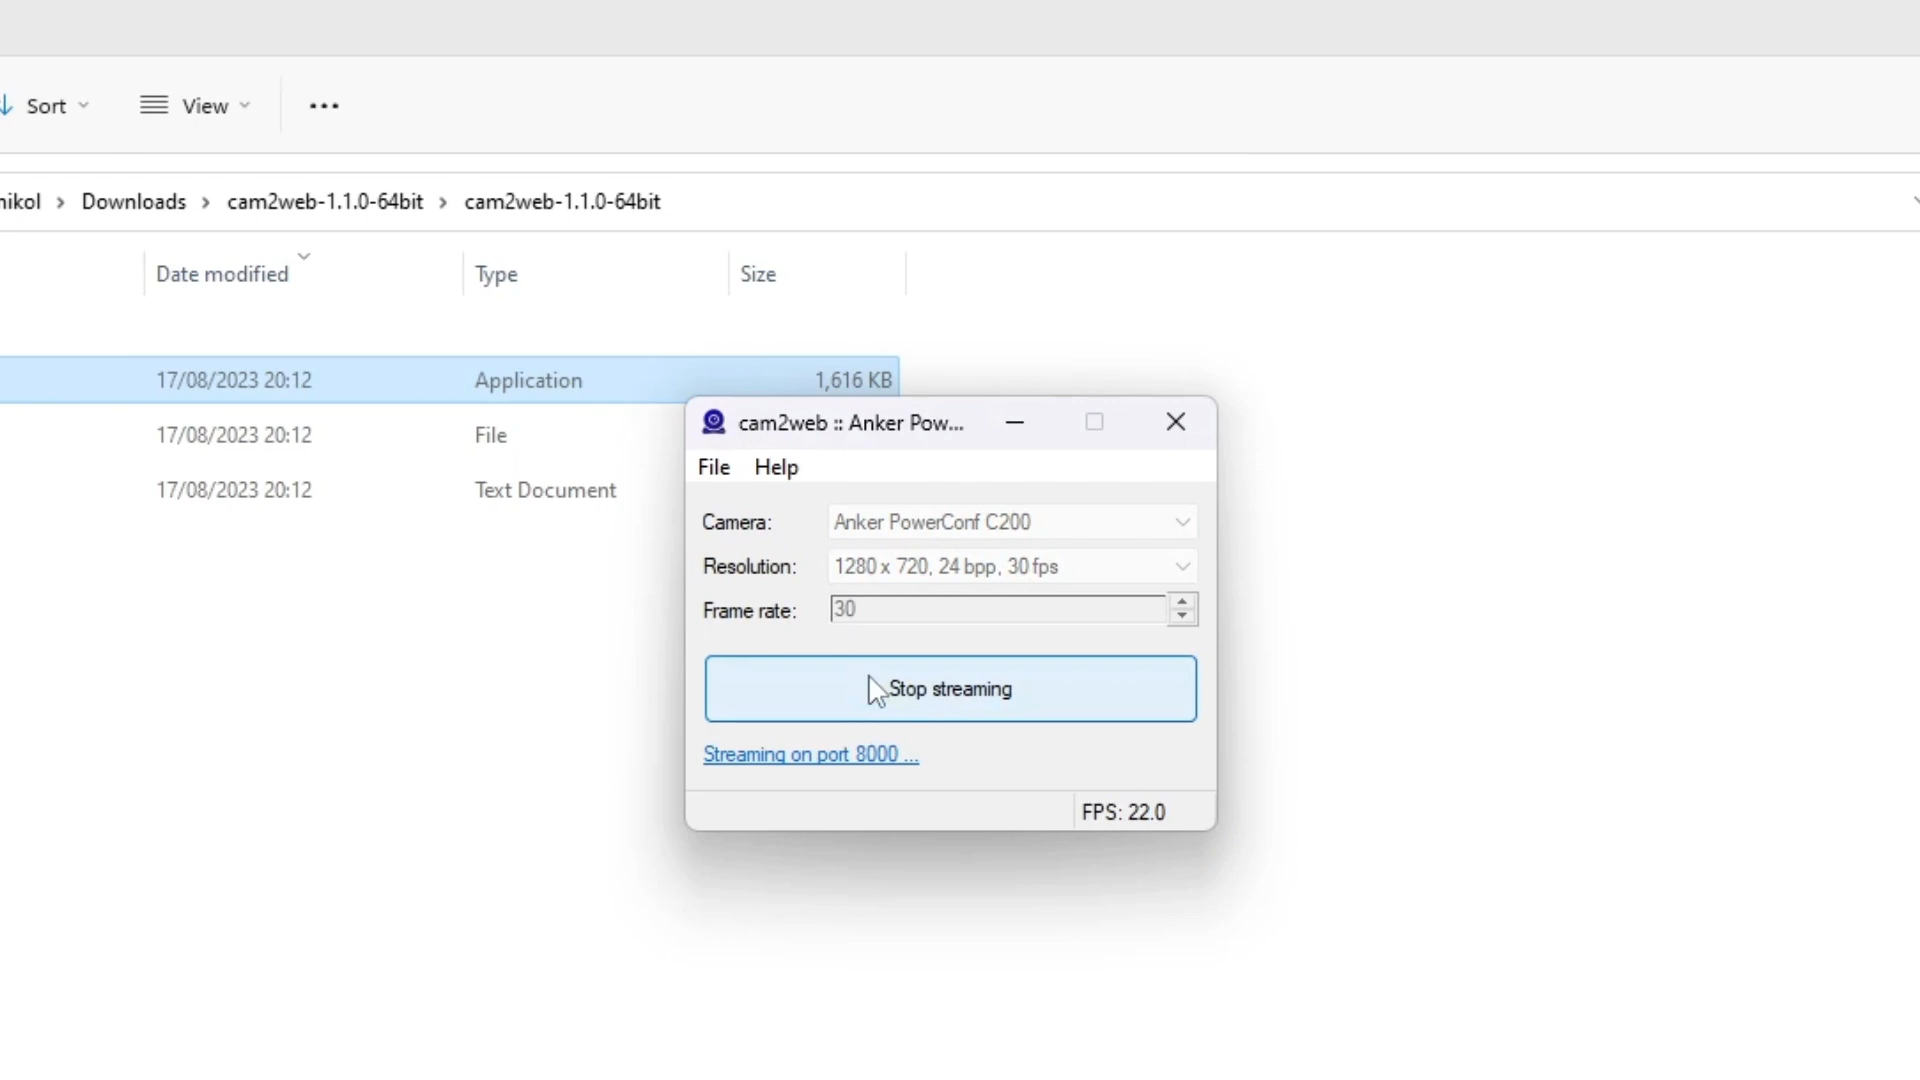 Sort View ...
nikol > Downloads > cam2web-1.1.0-64bit > cam2web-1.1.0-64bit
Date modified Type Size
17/08/2023 20:12 Application 1,616 KB
17/08/2023 20:12 File
17/08/2023 20:12 Text Document
cam2web :: Anker Pow...
File Help
Camera: Anker PowerConf C200
Resolution: 1280 x 720, 24 bpp, 30 fps
Frame rate: 30
Stop streaming
Streaming on port 8000 ...
FPS: 22.0